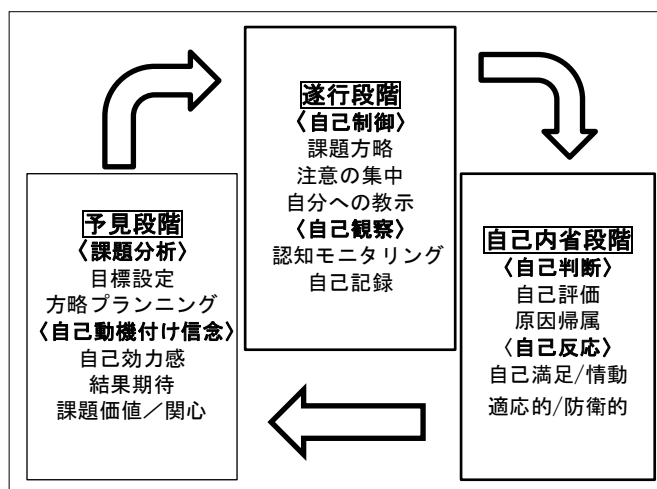 予見段階
〈課題分析〉
目標設定
方略プランニング
〈自己動機付け信念〉
自己効力感
結果期待
課題価値／関心
遂行段階
〈自己制御〉
課題方略
注意の集中
自分への教示
〈自己観察〉
認知モニタリング
自己記録
自己内省段階
〈自己判断〉
自己評価
原因帰属
〈自己反応〉
自己満足/情動
適応的/防衛的